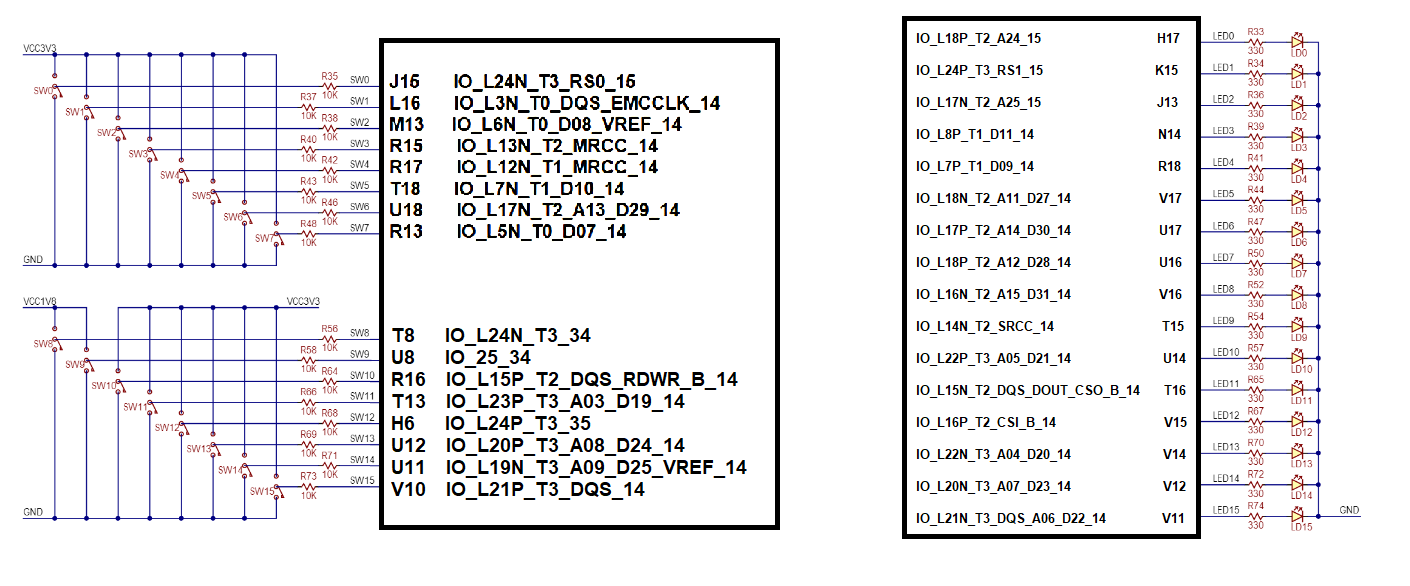 VCC3V3
SW0 R35 10K SW0 J15 IO_L24N_T3_RS0_15
SW1 R37 10K SW1 L16 IO_L3N_T0_DQS_EMCCLK_14
SW2 R38 10K SW2 M13 IO_L6N_T0_D08_VREF_14
SW3 R40 10K SW3 R15 IO_L13N_T2_MRCC_14
SW4 R42 10K SW4 R17 IO_L12N_T1_MRCC_14
SW5 R43 10K SW5 T18 IO_L7N_T1_D10_14
SW6 R46 10K SW6 U18 IO_L17N_T2_A13_D29_14
SW7 R48 10K SW7 R13 IO_L5N_T0_D07_14
GND
VCC1V8 VCC3V3
SW8 R56 10K SW8 T8 IO_L24N_T3_34
SW9 R58 10K SW9 U8 IO_25_34
SW10 R64 10K SW10 R16 IO_L15P_T2_DQS_RDWR_B_14
SW11 R66 10K SW11 T13 IO_L23P_T3_A03_D19_14
SW12 R68 10K SW12 H6 IO_L24P_T3_35
SW13 R69 10K SW13 U12 IO_L20P_T3_A08_D24_14
SW14 R71 10K SW14 U11 IO_L19N_T3_A09_D25_VREF_14
SW15 R73 10K SW15 V10 IO_L21P_T3_DQS_14
GND
IO_L18P_T2_A24_15 H17 LED0 R33 330 LD0
IO_L24P_T3_RS1_15 K15 LED1 R34 330 LD1
IO_L17N_T2_A25_15 J13 LED2 R36 330 LD2
IO_L8P_T1_D11_14 N14 LED3 R39 330 LD3
IO_L7P_T1_D09_14 R18 LED4 R41 330 LD4
IO_L18N_T2_A11_D27_14 V17 LED5 R44 330 LD5
IO_L17P_T2_A14_D30_14 U17 LED6 R47 330 LD6
IO_L18P_T2_A12_D28_14 U16 LED7 R50 330 LD7
IO_L16N_T2_A15_D31_14 V16 LED8 R52 330 LD8
IO_L14N_T2_SRCC_14 T15 LED9 R54 330 LD9
IO_L22P_T3_A05_D21_14 U14 LED10 R57 330 LD10
IO_L15N_T2_DQS_DOUT_CSO_B_14 T16 LED11 R65 330 LD11
IO_L16P_T2_CSI_B_14 V15 LED12 R67 330 LD12
IO_L22N_T3_A04_D20_14 V14 LED13 R70 330 LD13
IO_L20N_T3_A07_D23_14 V12 LED14 R72 330 LD14
IO_L21N_T3_DQS_A06_D22_14 V11 LED15 R74 330 LD15 GND